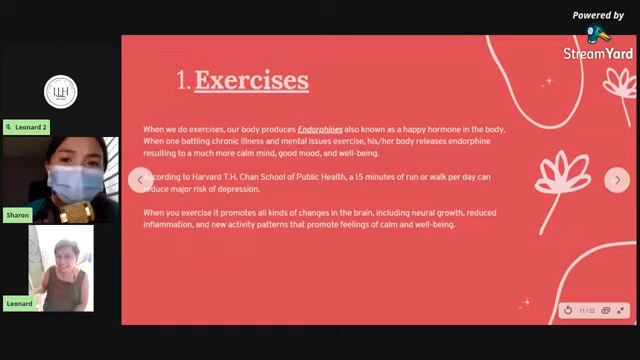 Powered by
StreamYard
1. Exercises
When we do exercises, our body produces Endorphines also known as a happy hormone in the body.
When one battling chronic illness and mental issues exercise, his/her body releases endorphine
resulting to a much more calm mind, good mood, and well-being.
According to Harvard T.H. Chan School of Public Health, a 15 minutes of run or walk per day can
reduce major risk of depression.
When you exercise it promotes all kinds of changes in the brain, including neural growth, reduced
inflammation, and new activity patterns that promote feelings of calm and well-being.
Leonard 2
Sharon
Leonard
11 / 22